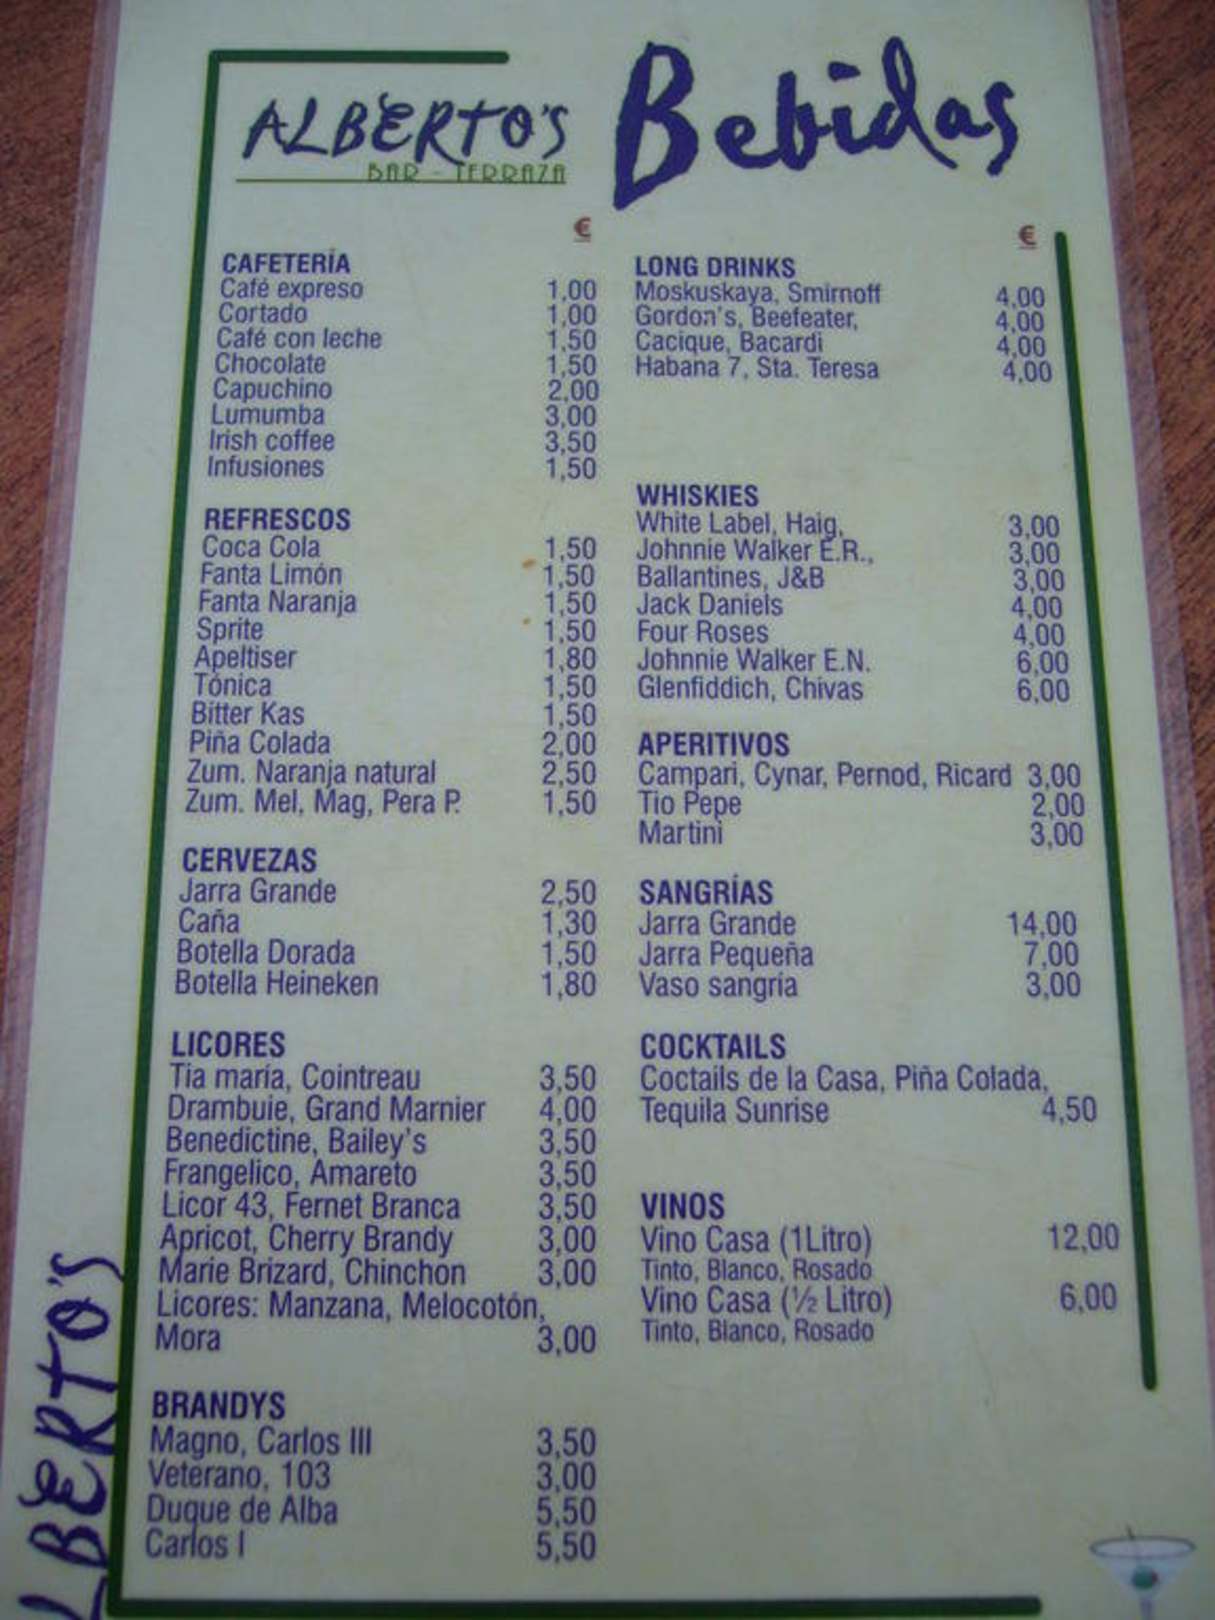 ALBERTO'S
BAR - TERRAZA
Bebidas
€
CAFETERÍA
Café expreso 1,00
Cortado 1,00
Café con leche 1,50
Chocolate 1,50
Capuchino 2,00
Lumumba 3,00
Irish coffee 3,50
Infusiones 1,50
REFRESCOS
Coca Cola 1,50
Fanta Limón 1,50
Fanta Naranja 1,50
Sprite 1,50
Apeltiser 1,80
Tónica 1,50
Bitter Kas 1,50
Piña Colada 2,00
Zum. Naranja natural 2,50
Zum. Mel, Mag, Pera P. 1,50
CERVEZAS
Jarra Grande 2,50
Caña 1,30
Botella Dorada 1,50
Botella Heineken 1,80
LICORES
Tia maría, Cointreau 3,50
Drambuie, Grand Marnier 4,00
Benedictine, Bailey's 3,50
Frangelico, Amareto 3,50
Licor 43, Fernet Branca 3,50
Apricot, Cherry Brandy 3,00
Marie Brizard, Chinchon 3,00
Licores: Manzana, Melocotón,
Mora 3,00
BRANDYS
Magno, Carlos III 3,50
Veterano, 103 3,00
Duque de Alba 5,50
Carlos I 5,50
€
LONG DRINKS
Moskuskaya, Smirnoff 4,00
Gordon's, Beefeater, 4,00
Cacique, Bacardi 4,00
Habana 7, Sta. Teresa 4,00
WHISKIES
White Label, Haig, 3,00
Johnnie Walker E.R., 3,00
Ballantines, J&B 3,00
Jack Daniels 4,00
Four Roses 4,00
Johnnie Walker E.N. 6,00
Glenfiddich, Chivas 6,00
APERITIVOS
Campari, Cynar, Pernod, Ricard 3,00
Tio Pepe 2,00
Martini 3,00
SANGRÍAS
Jarra Grande 14,00
Jarra Pequeña 7,00
Vaso sangría 3,00
COCKTAILS
Coctails de la Casa, Piña Colada,
Tequila Sunrise 4,50
VINOS
Vino Casa (1Litro) 12,00
Tinto, Blanco, Rosado
Vino Casa (½ Litro) 6,00
Tinto, Blanco, Rosado
LBERTO'S